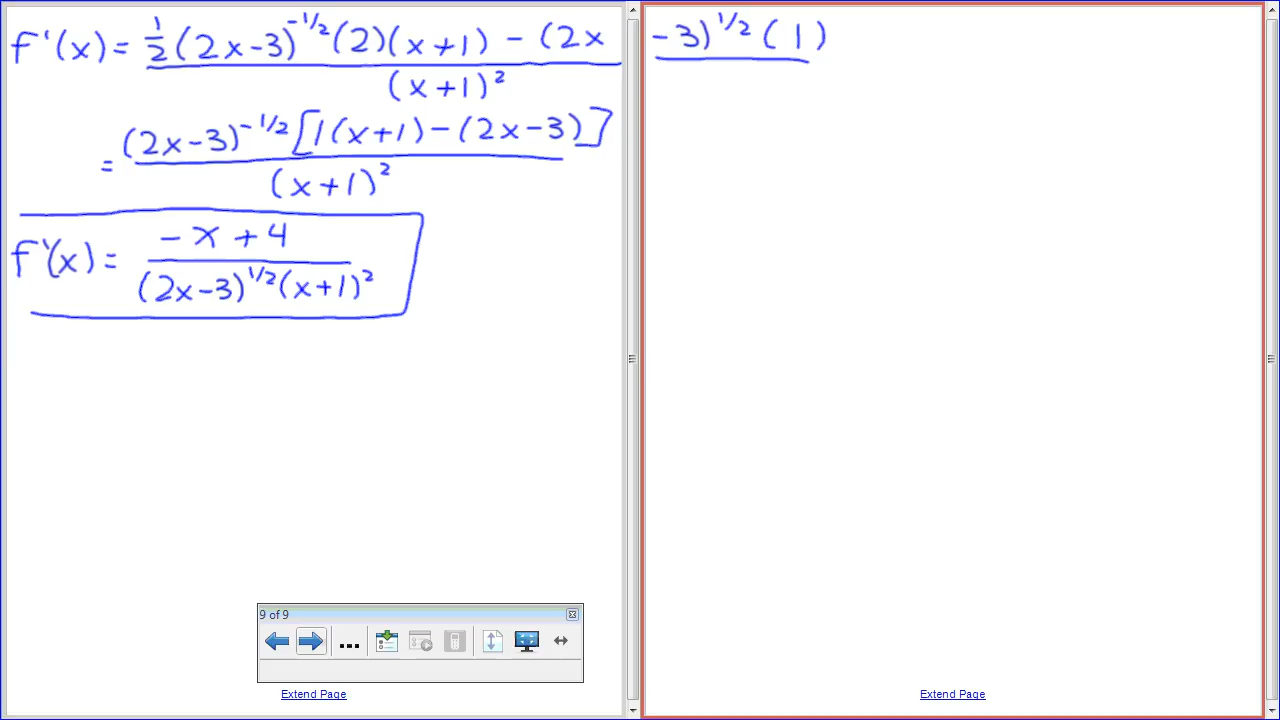 f'(x) = ½(2x-3)^-1/2 (2)(x+1) - (2x -3)^1/2 (1)
(x+1)²
= (2x-3)^-1/2 [1(x+1) - (2x-3)]
(x+1)²
f'(x) = -x+4
(2x-3)^1/2 (x+1)²
9 of 9
Extend Page
Extend Page